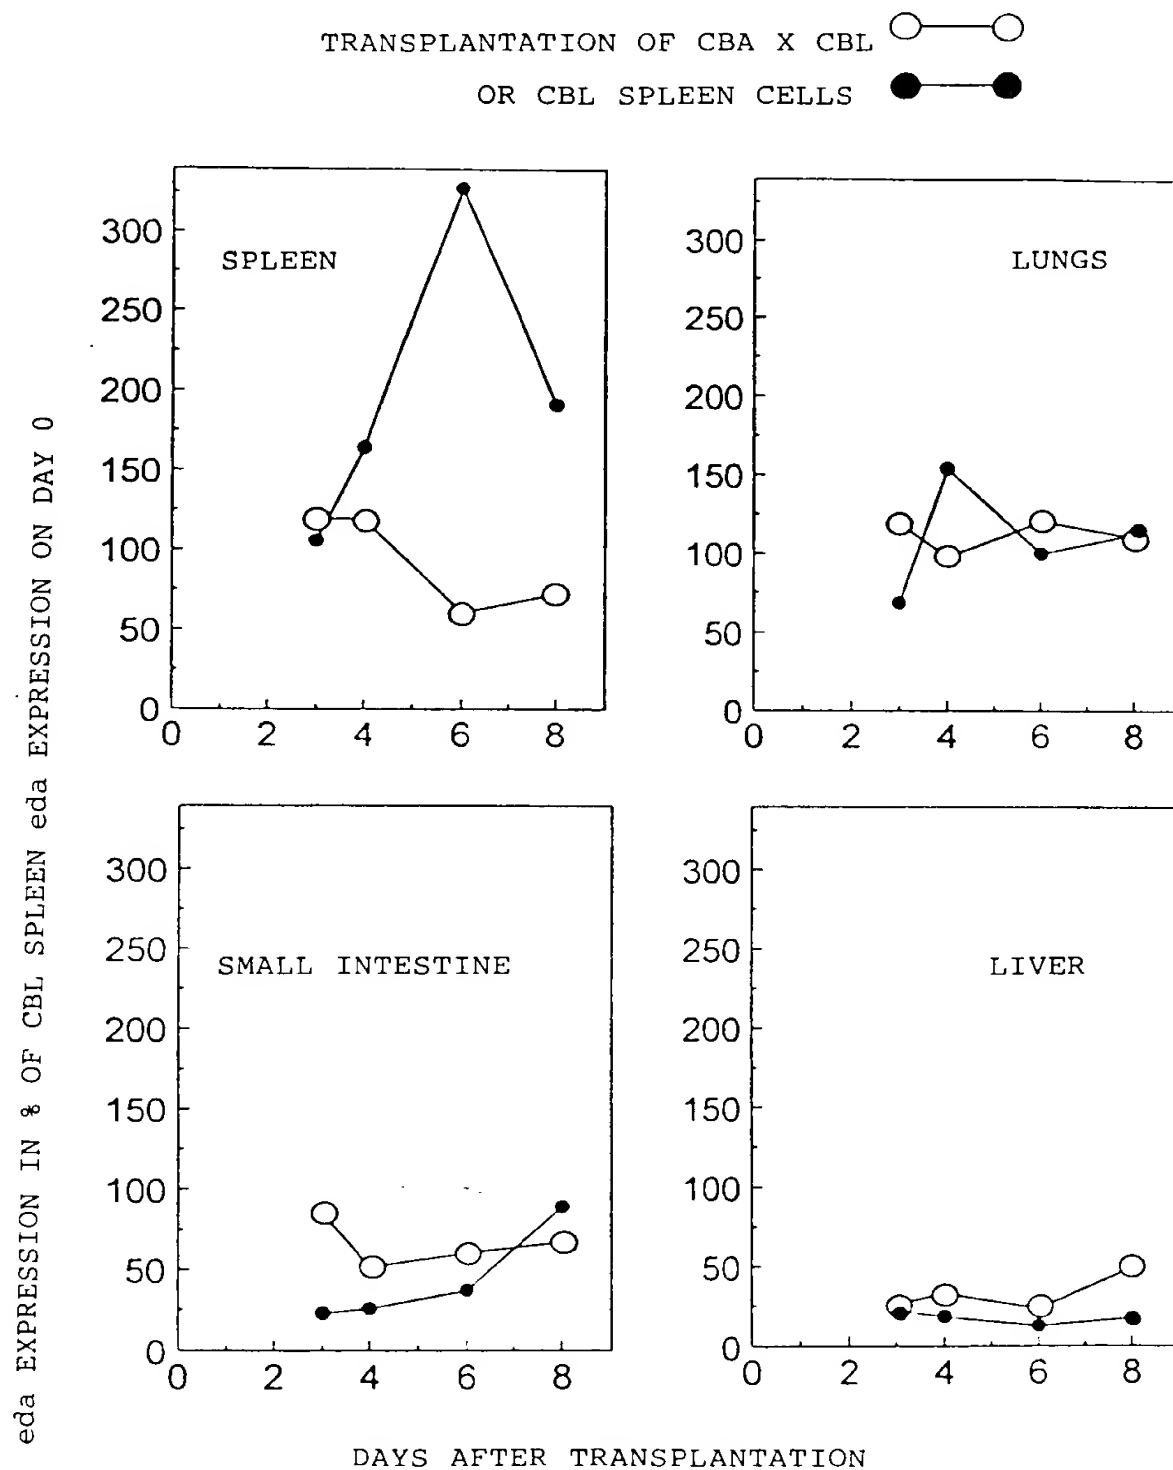 TRANSPLANTATION OF CBA X CBL
OR CBL SPLEEN CELLS
eda EXPRESSION IN % OF CBL SPLEEN eda EXPRESSION ON DAY 0
SPLEEN
300
250
200
150
100
50
0
0 2 4 6 8
LUNGS
300
250
200
150
100
50
0
0 2 4 6 8
SMALL INTESTINE
300
250
200
150
100
50
0
0 2 4 6 8
LIVER
300
250
200
150
100
50
0
0 2 4 6 8
DAYS AFTER TRANSPLANTATION